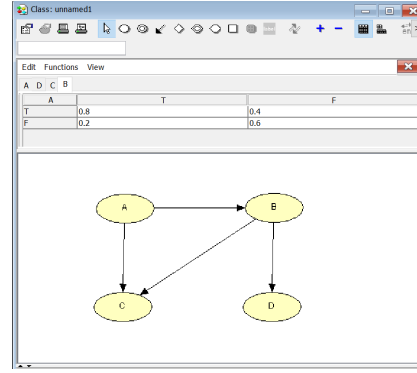 Class: unnamed1
Edit Functions View
A D C B
A T F
T 0.8 0.4
F 0.2 0.6
A B
C D